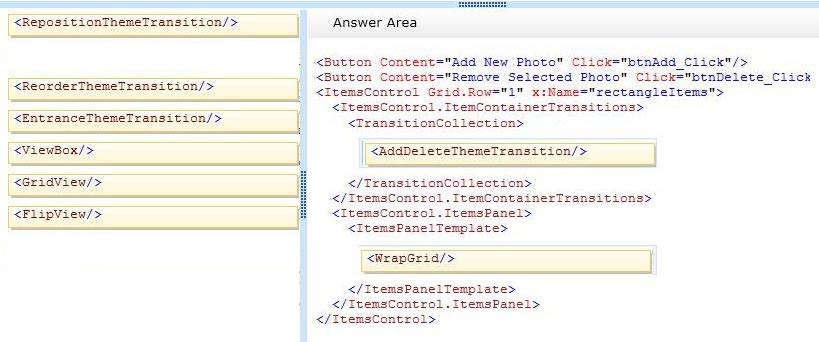 <RepositionThemeTransition/>
<ReorderThemeTransition/>
<EntranceThemeTransition/>
<ViewBox/>
<GridView/>
<FlipView/>
Answer Area
<Button Content="Add New Photo" Click="btnAdd_Click"/>
<Button Content="Remove Selected Photo" Click="btnDelete_Click
<ItemsControl Grid.Row="1" x:Name="rectangleItems">
<ItemsControl.ItemContainerTransitions>
<TransitionCollection>
<AddDeleteThemeTransition/>
</TransitionCollection>
</ItemsControl.ItemContainerTransitions>
<ItemsControl.ItemsPanel>
<ItemsPanelTemplate>
<WrapGrid/>
</ItemsPanelTemplate>
</ItemsControl.ItemsPanel>
</ItemsControl>